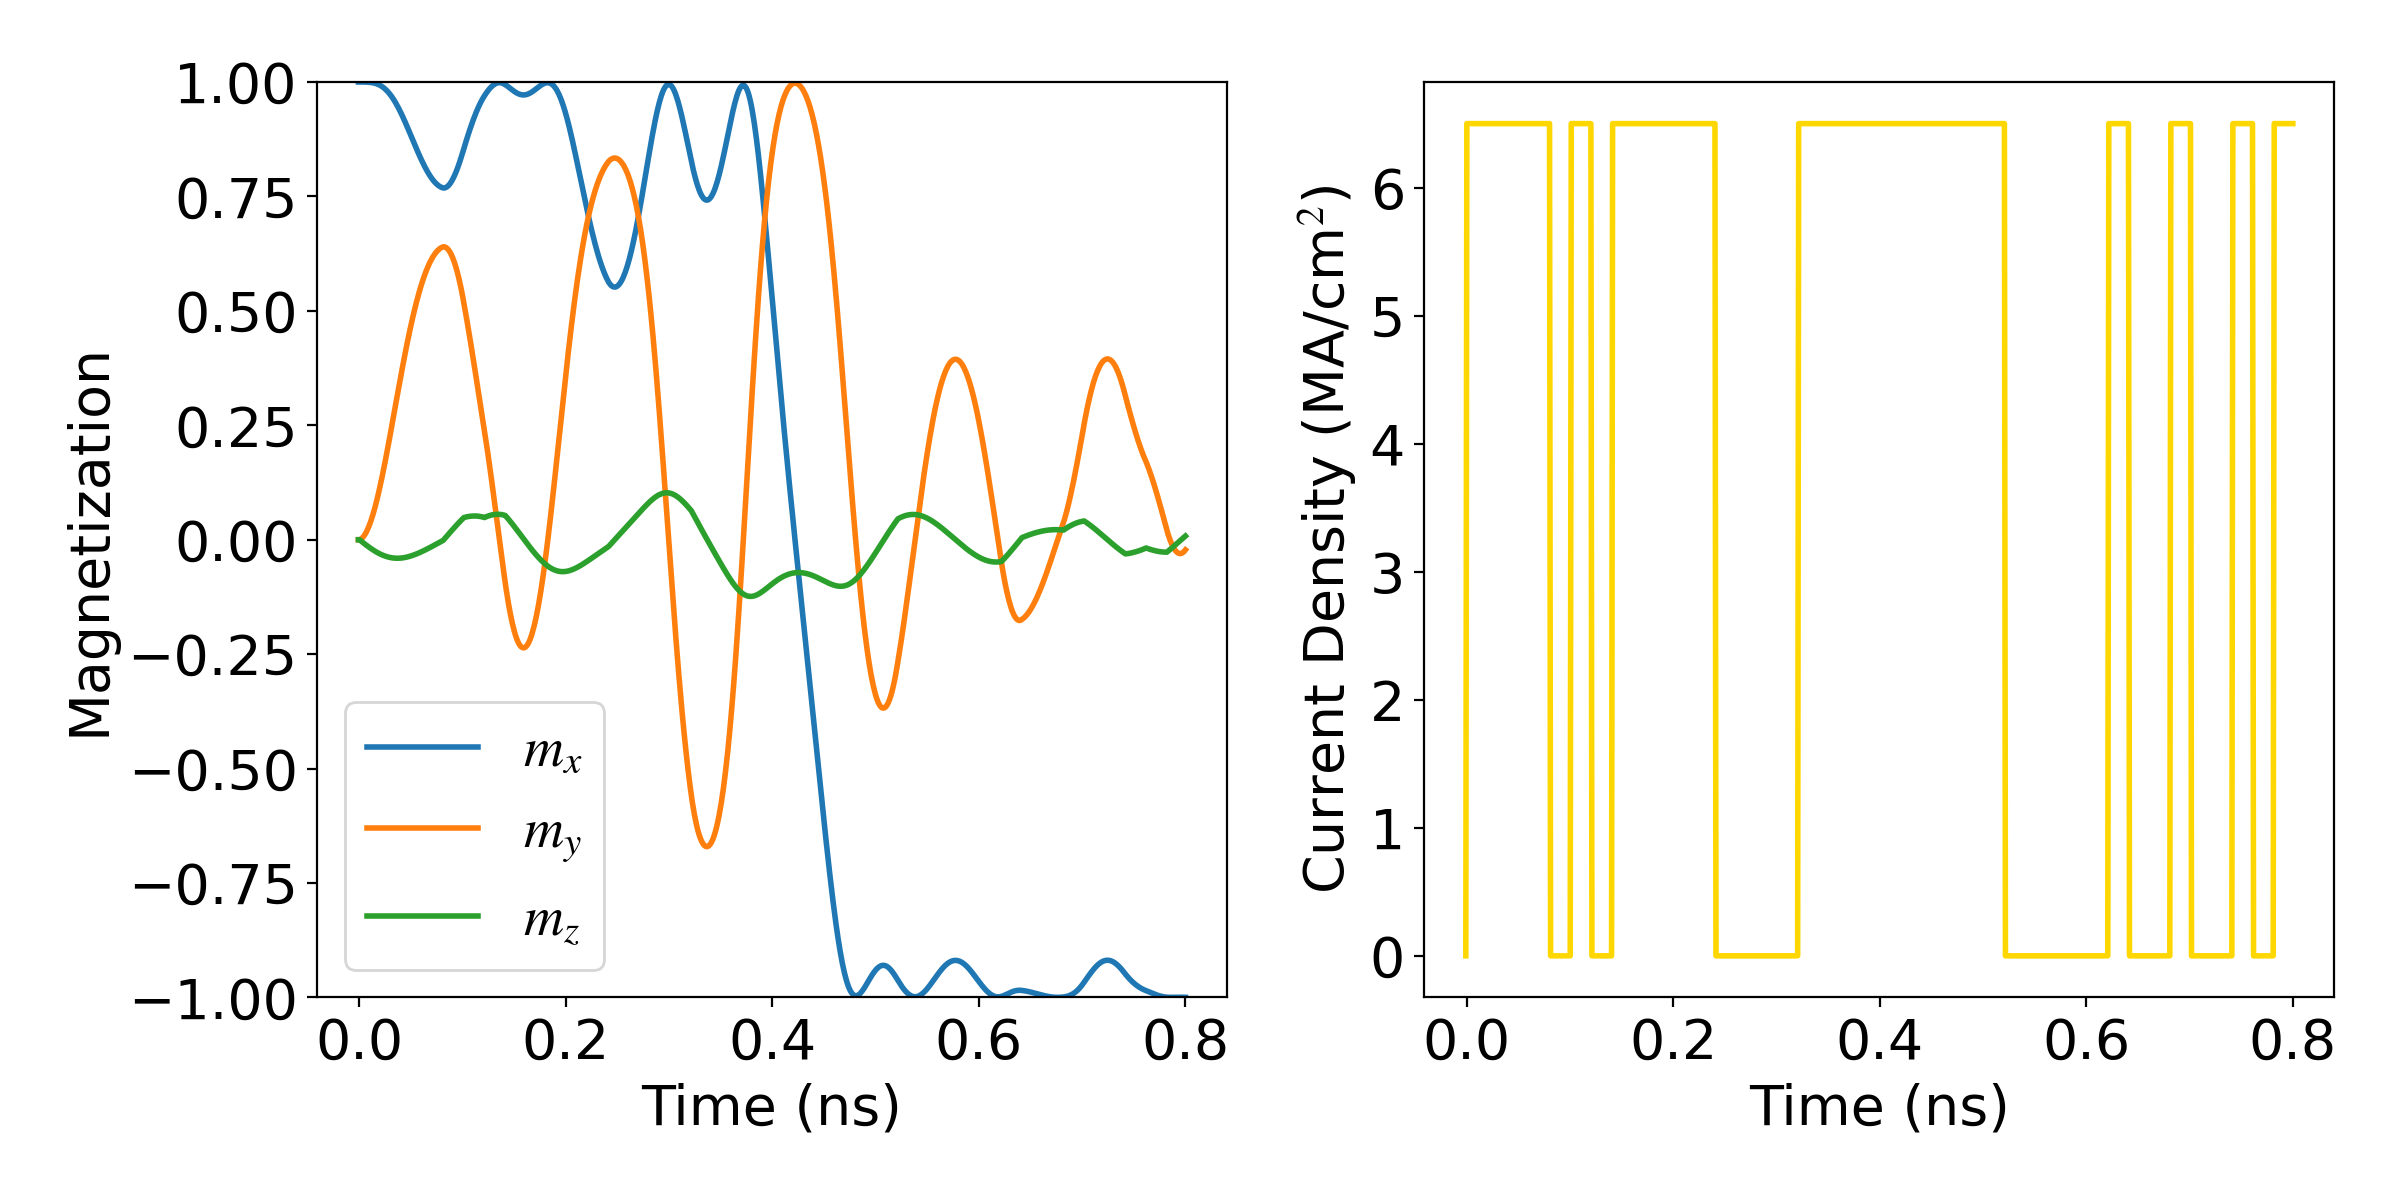 Magnetization
1.00
0.75
0.50
0.25
0.00
−0.25
−0.50
−0.75
−1.00
m_x
m_y
m_z
0.0 0.2 0.4 0.6 0.8
Time (ns)
Current Density (MA/cm²)
6
5
4
3
2
1
0
0.0 0.2 0.4 0.6 0.8
Time (ns)